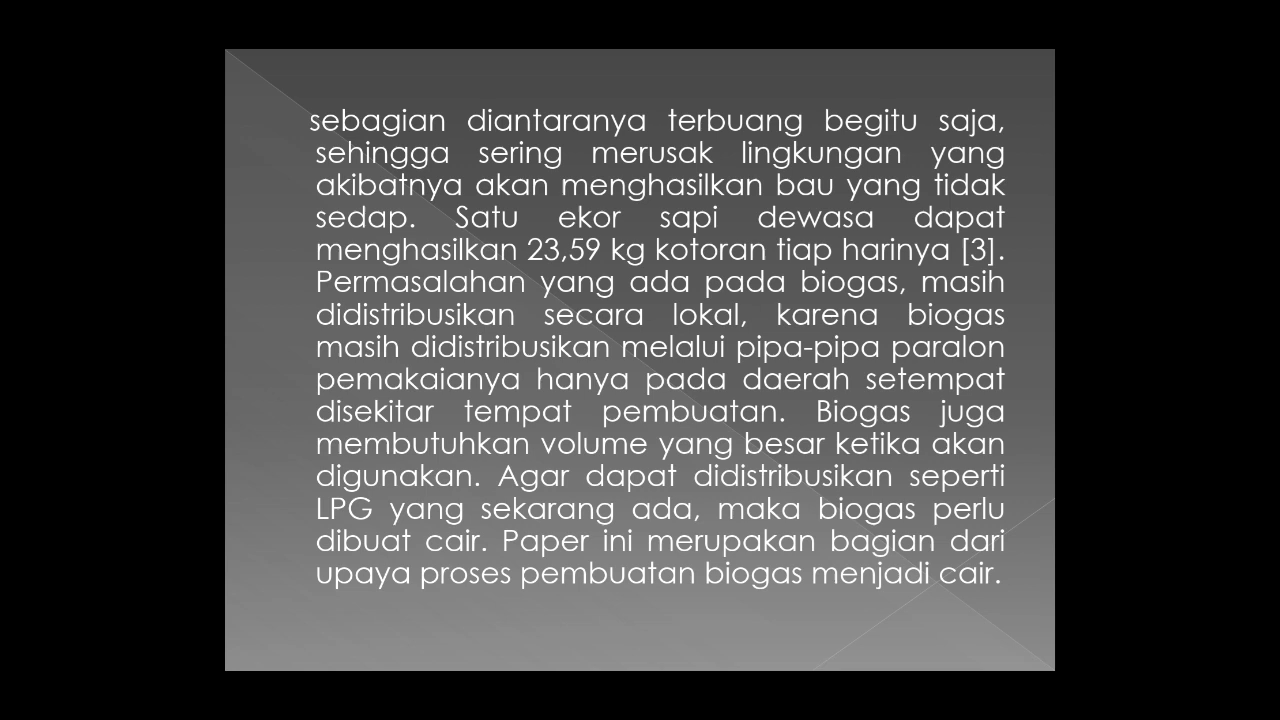 sebagian diantaranya terbuang begitu saja,
sehingga sering merusak lingkungan yang
akibatnya akan menghasilkan bau yang tidak
sedap. Satu ekor sapi dewasa dapat
menghasilkan 23,59 kg kotoran tiap harinya [3].
Permasalahan yang ada pada biogas, masih
didistribusikan secara lokal, karena biogas
masih didistribusikan melalui pipa-pipa paralon
pemakaianya hanya pada daerah setempat
disekitar tempat pembuatan. Biogas juga
membutuhkan volume yang besar ketika akan
digunakan. Agar dapat didistribusikan seperti
LPG yang sekarang ada, maka biogas perlu
dibuat cair. Paper ini merupakan bagian dari
upaya proses pembuatan biogas menjadi cair.